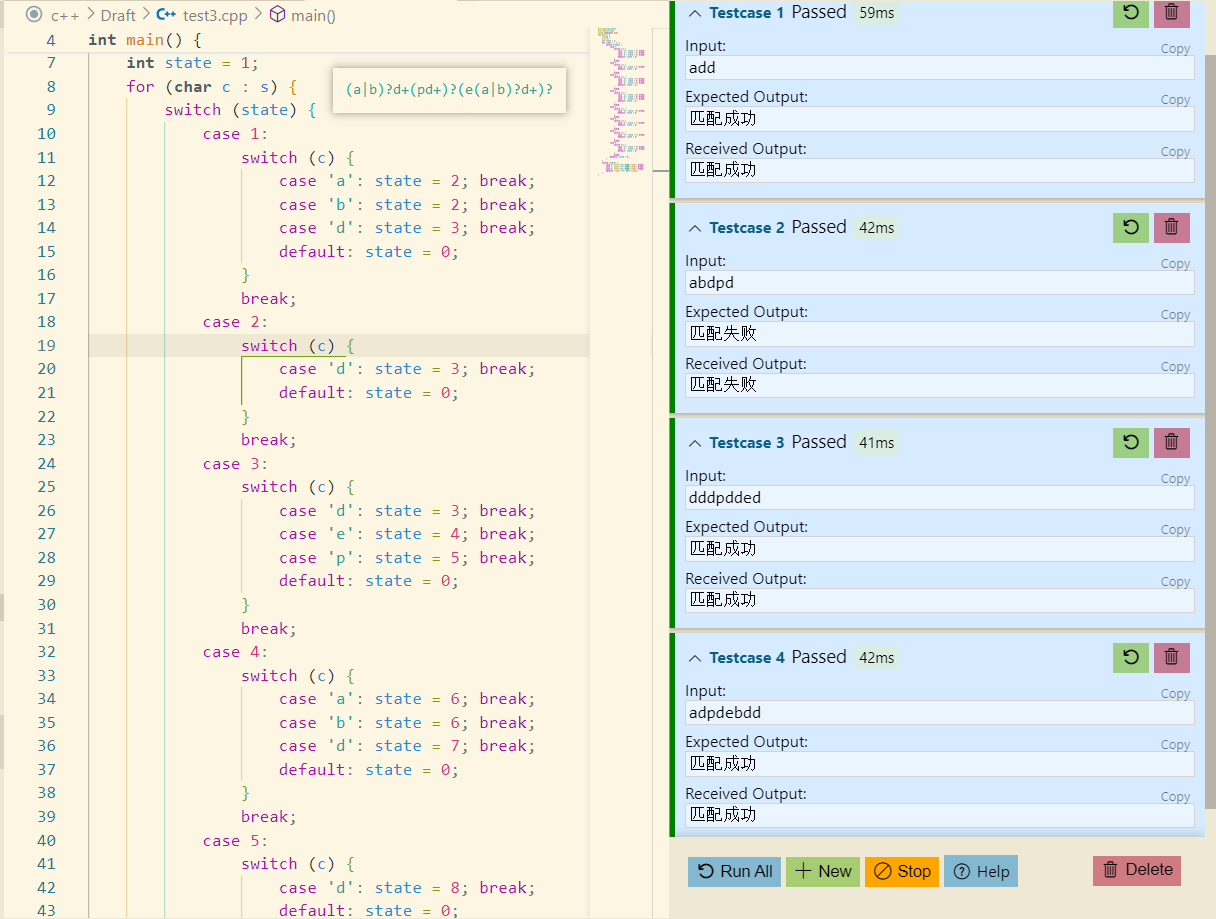 c++ > Draft > C++ test3.cpp > main()
4 int main() {
7 int state = 1;
8 for (char c : s) {
(a|b)?d+(pd+)?(e(a|b)?d+)?
9 switch (state) {
10 case 1:
11 switch (c) {
12 case 'a': state = 2; break;
13 case 'b': state = 2; break;
14 case 'd': state = 3; break;
15 default: state = 0;
16 }
17 break;
18 case 2:
19 switch (c) {
20 case 'd': state = 3; break;
21 default: state = 0;
22 }
23 break;
24 case 3:
25 switch (c) {
26 case 'd': state = 3; break;
27 case 'e': state = 4; break;
28 case 'p': state = 5; break;
29 default: state = 0;
30 }
31 break;
32 case 4:
33 switch (c) {
34 case 'a': state = 6; break;
35 case 'b': state = 6; break;
36 case 'd': state = 7; break;
37 default: state = 0;
38 }
39 break;
40 case 5:
41 switch (c) {
42 case 'd': state = 8; break;
43 default: state = 0;
Testcase 1 Passed 59ms
Input:
Copy
add
Expected Output:
Copy
匹配成功
Received Output:
Copy
匹配成功
Testcase 2 Passed 42ms
Input:
Copy
abdpd
Expected Output:
Copy
匹配失败
Received Output:
Copy
匹配失败
Testcase 3 Passed 41ms
Input:
Copy
dddpdded
Expected Output:
Copy
匹配成功
Received Output:
Copy
匹配成功
Testcase 4 Passed 42ms
Input:
Copy
adpdebdd
Expected Output:
Copy
匹配成功
Received Output:
Copy
匹配成功
Run All New Stop Help Delete